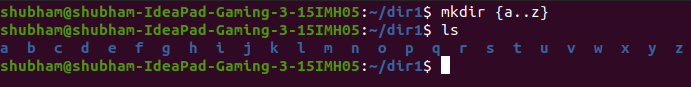 shubham@shubham-IdeaPad-Gaming-3-15IMH05:~/dir1$ mkdir {a..z}
shubham@shubham-IdeaPad-Gaming-3-15IMH05:~/dir1$ ls
a b c d e f g h i j k l m n o p q r s t u v w x y z
shubham@shubham-IdeaPad-Gaming-3-15IMH05:~/dir1$